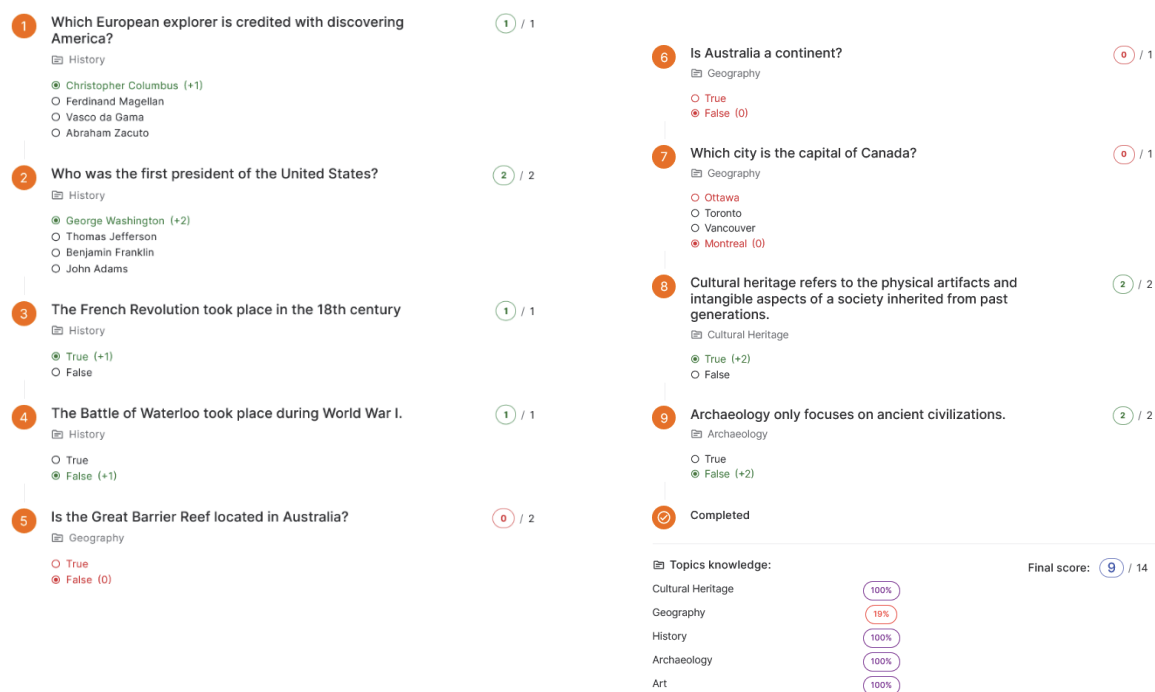 1
Which European explorer is credited with discovering
America?
1 / 1
History
Christopher Columbus (+1)
Ferdinand Magellan
Vasco da Gama
Abraham Zacuto
2
Who was the first president of the United States?
2 / 2
History
George Washington (+2)
Thomas Jefferson
Benjamin Franklin
John Adams
3
The French Revolution took place in the 18th century
1 / 1
History
True (+1)
False
4
The Battle of Waterloo took place during World War I.
1 / 1
History
True
False (+1)
5
Is the Great Barrier Reef located in Australia?
0 / 2
Geography
True
False (0)
6
Is Australia a continent?
0 / 1
Geography
True
False (0)
7
Which city is the capital of Canada?
0 / 1
Geography
Ottawa
Toronto
Vancouver
Montreal (0)
8
Cultural heritage refers to the physical artifacts and
intangible aspects of a society inherited from past
generations.
2 / 2
Cultural Heritage
True (+2)
False
9
Archaeology only focuses on ancient civilizations.
2 / 2
Archaeology
True
False (+2)
Completed
Topics knowledge:
Final score: 9 / 14
Cultural Heritage 100%
Geography 19%
History 100%
Archaeology 100%
Art 100%